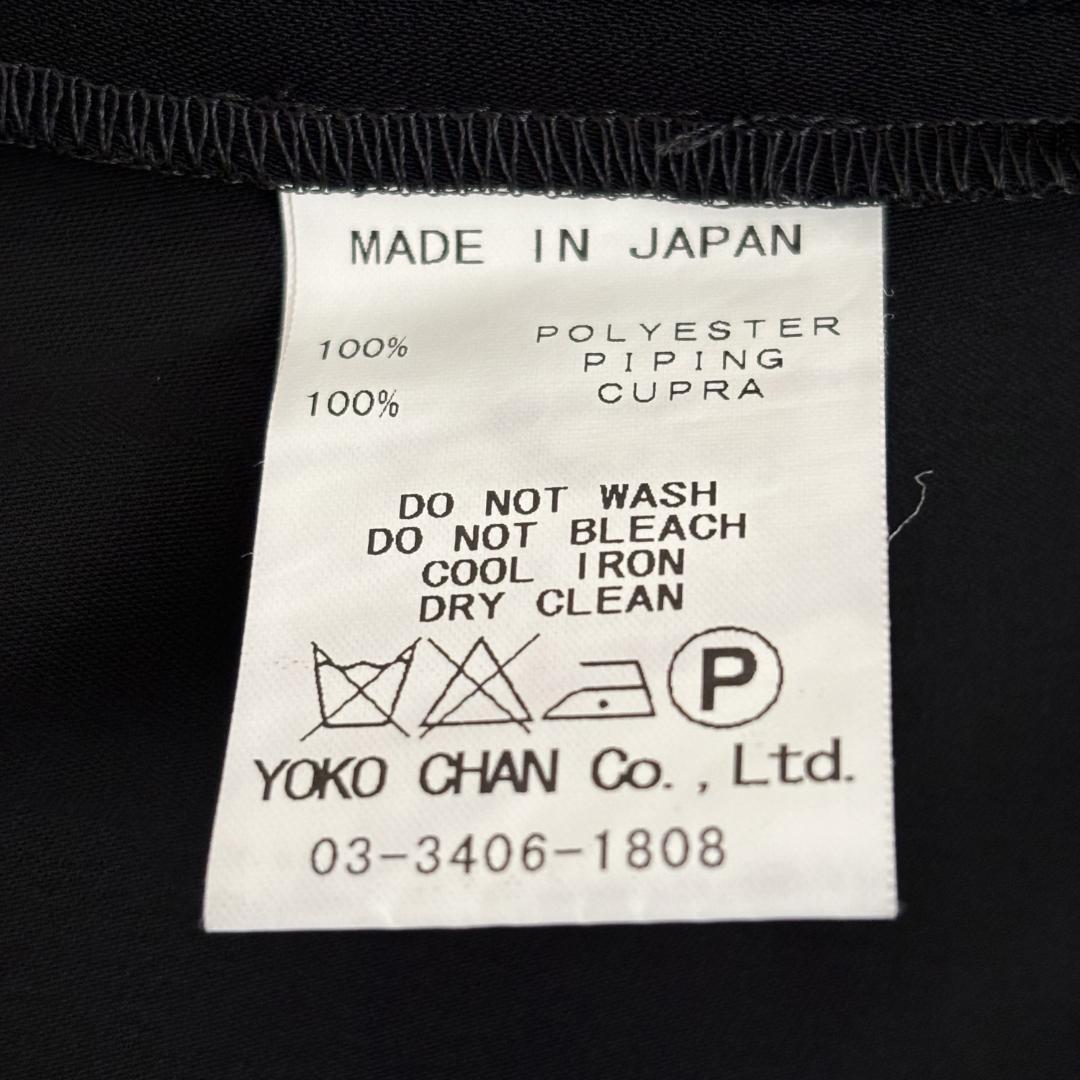 MADE IN JAPAN
100% POLYESTER
PIPING
100% CUPRA
DO NOT WASH
DO NOT BLEACH
COOL IRON
DRY CLEAN
P
YOKO CHAN Co., Ltd.
03-3406-1808